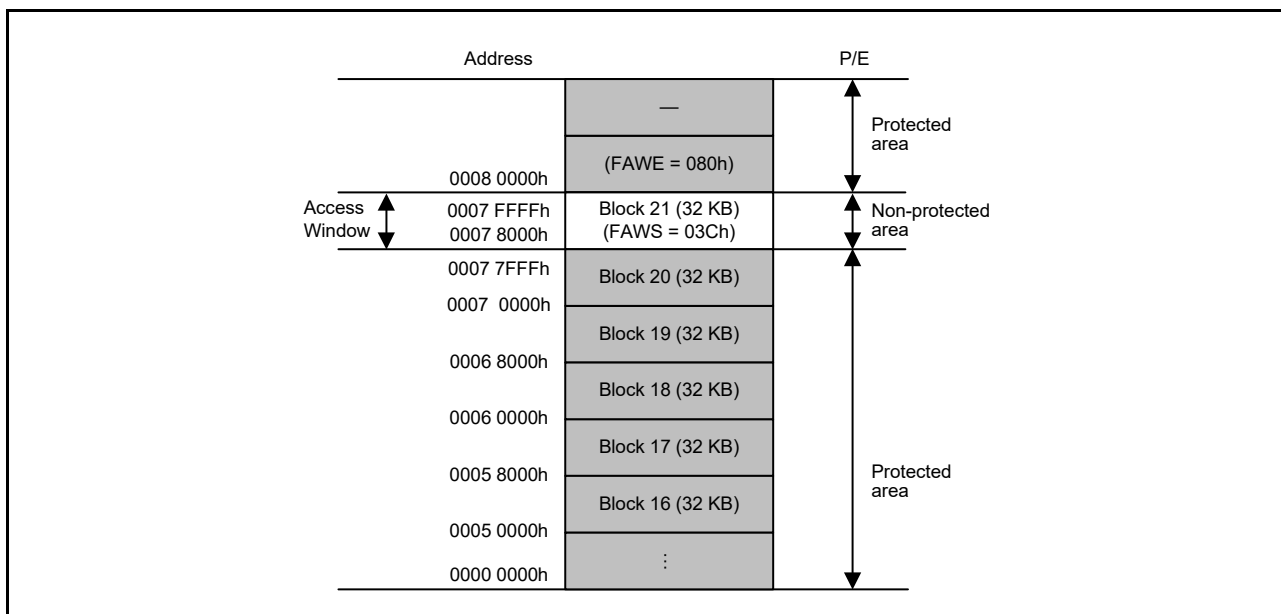 Address P/E
—
Protected
area
(FAWE = 080h)
0008 0000h
Access
Window
0007 FFFFh
0007 8000h
Block 21 (32 KB)
(FAWS = 03Ch)
Non-protected
area
0007 7FFFh
Block 20 (32 KB)
0007 0000h
Block 19 (32 KB)
0006 8000h
Block 18 (32 KB)
0006 0000h
Block 17 (32 KB)
0005 8000h
Block 16 (32 KB)
Protected
area
0005 0000h
⋮
0000 0000h